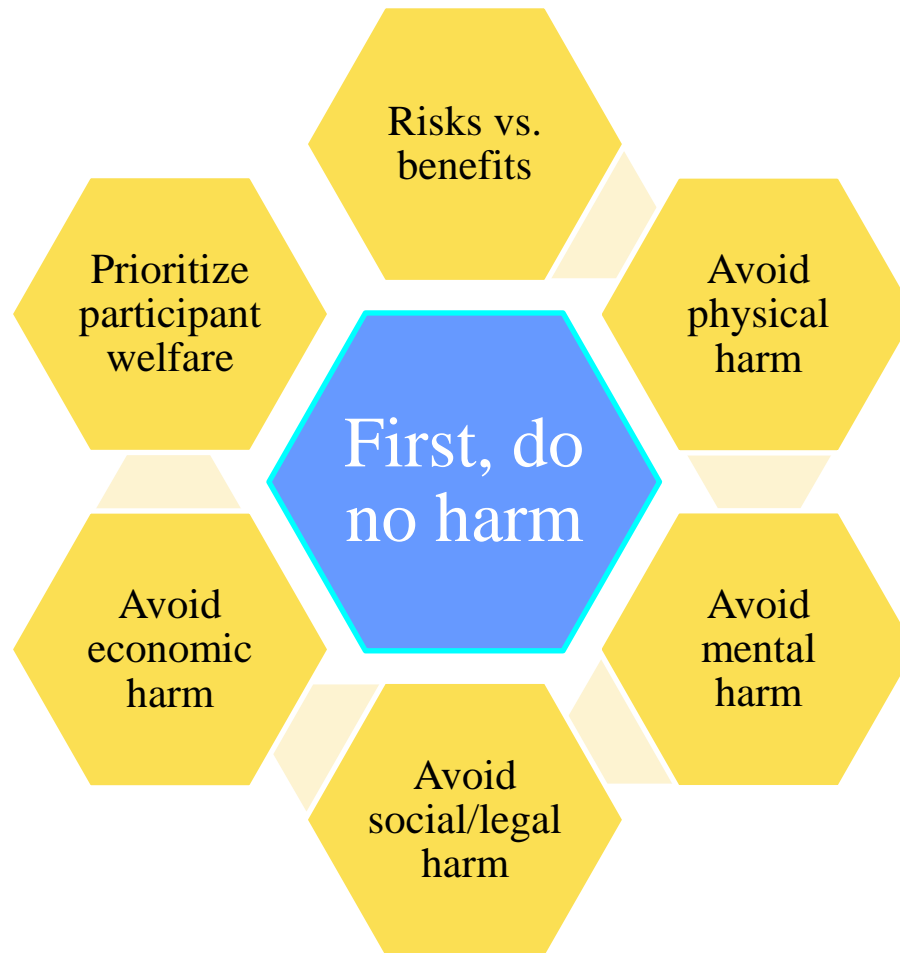 Risks vs.
benefits
Avoid
physical
harm
Avoid
mental
harm
Avoid
social/legal
harm
Avoid
economic
harm
Prioritize
participant
welfare
First, do
no harm